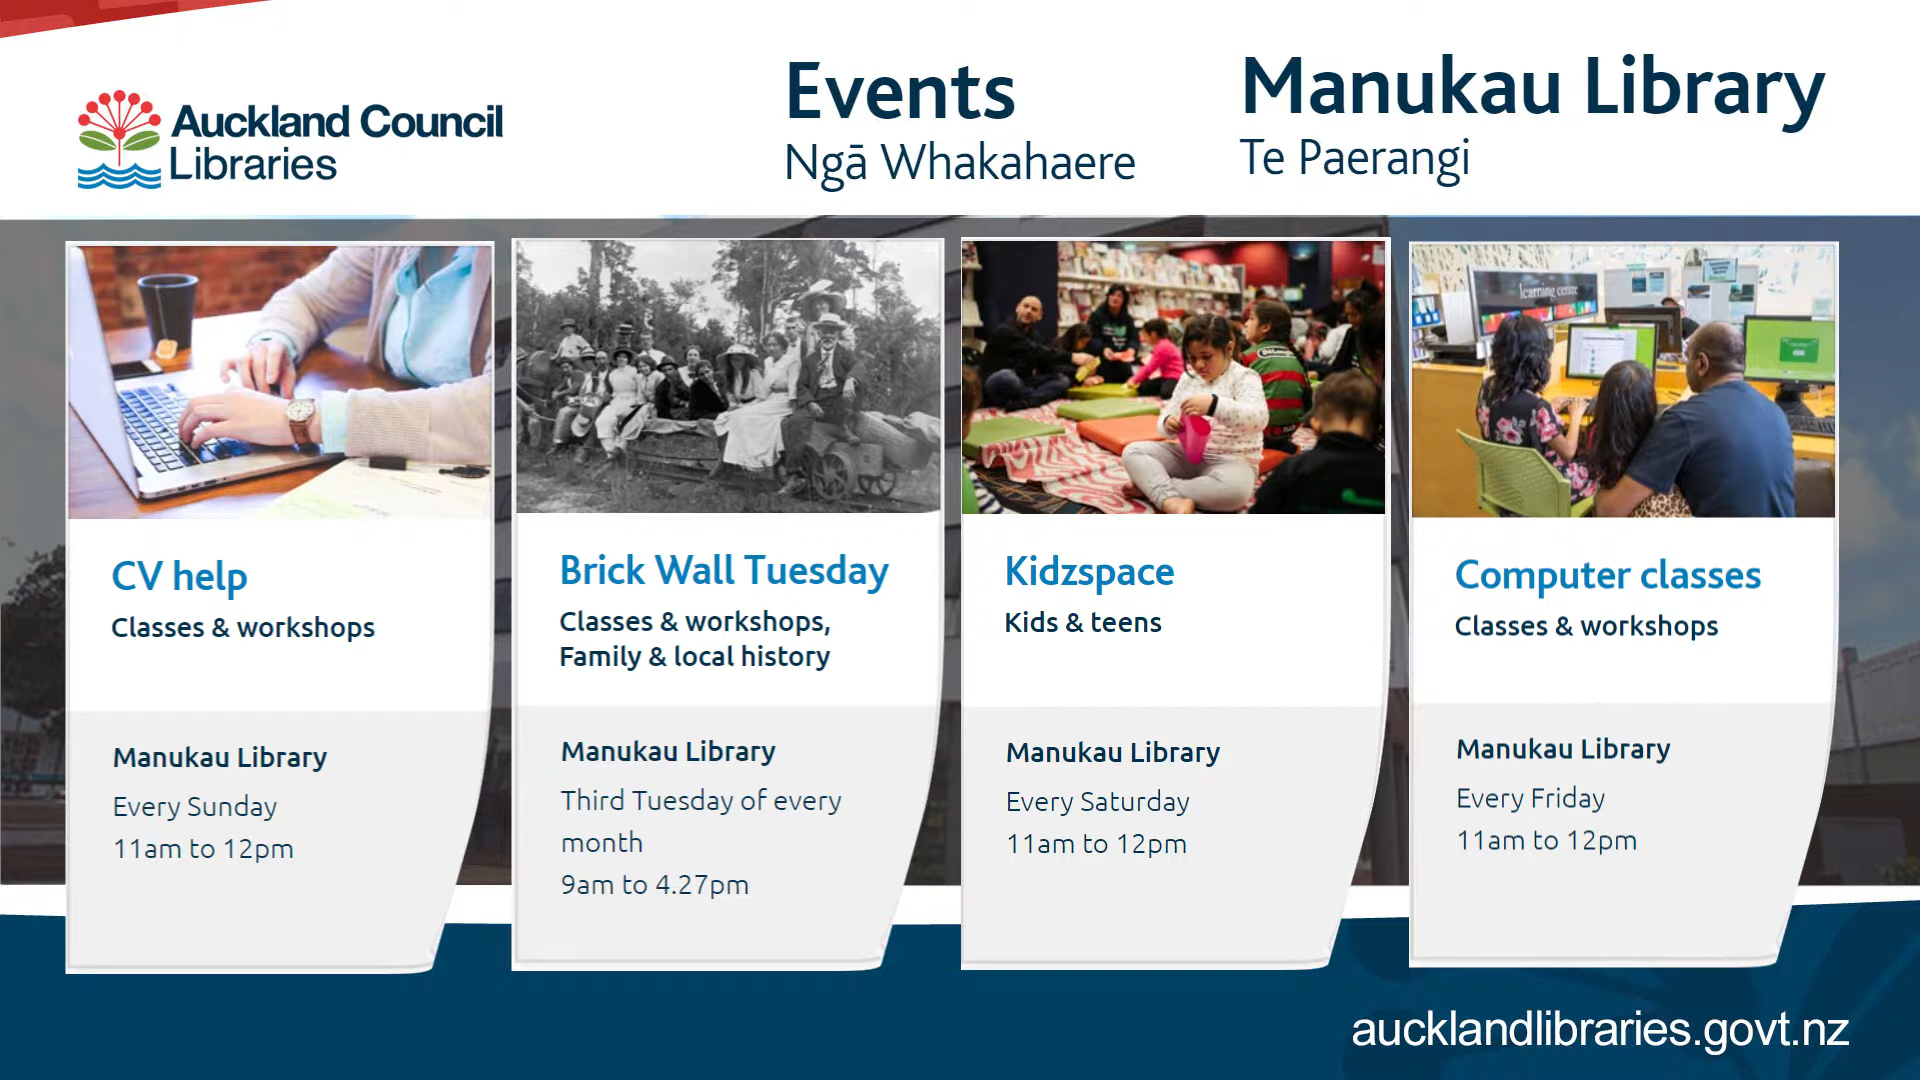 Auckland Council
Libraries
Events
Ngā Whakahaere
Manukau Library
Te Paerangi
learning centre
CV help
Classes & workshops
Manukau Library
Every Sunday
11am to 12pm
Brick Wall Tuesday
Classes & workshops,
Family & local history
Manukau Library
Third Tuesday of every
month
9am to 4.27pm
Kidzspace
Kids & teens
Manukau Library
Every Saturday
11am to 12pm
Computer classes
Classes & workshops
Manukau Library
Every Friday
11am to 12pm
aucklandlibraries.govt.nz